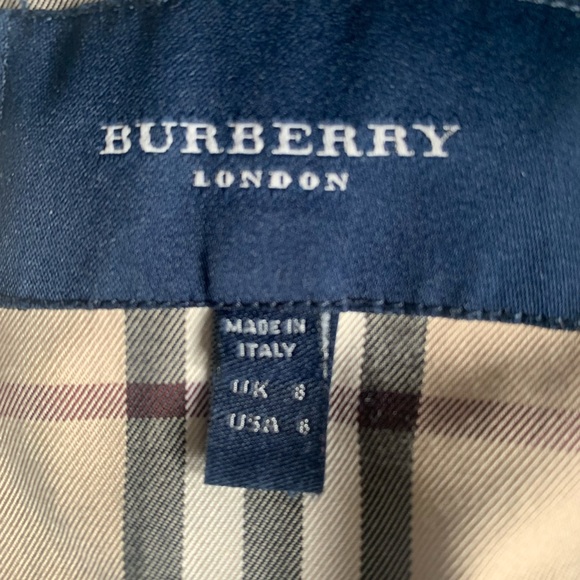 BURBERRY
LONDON
MADE IN
ITALY
UK 8
USA 6